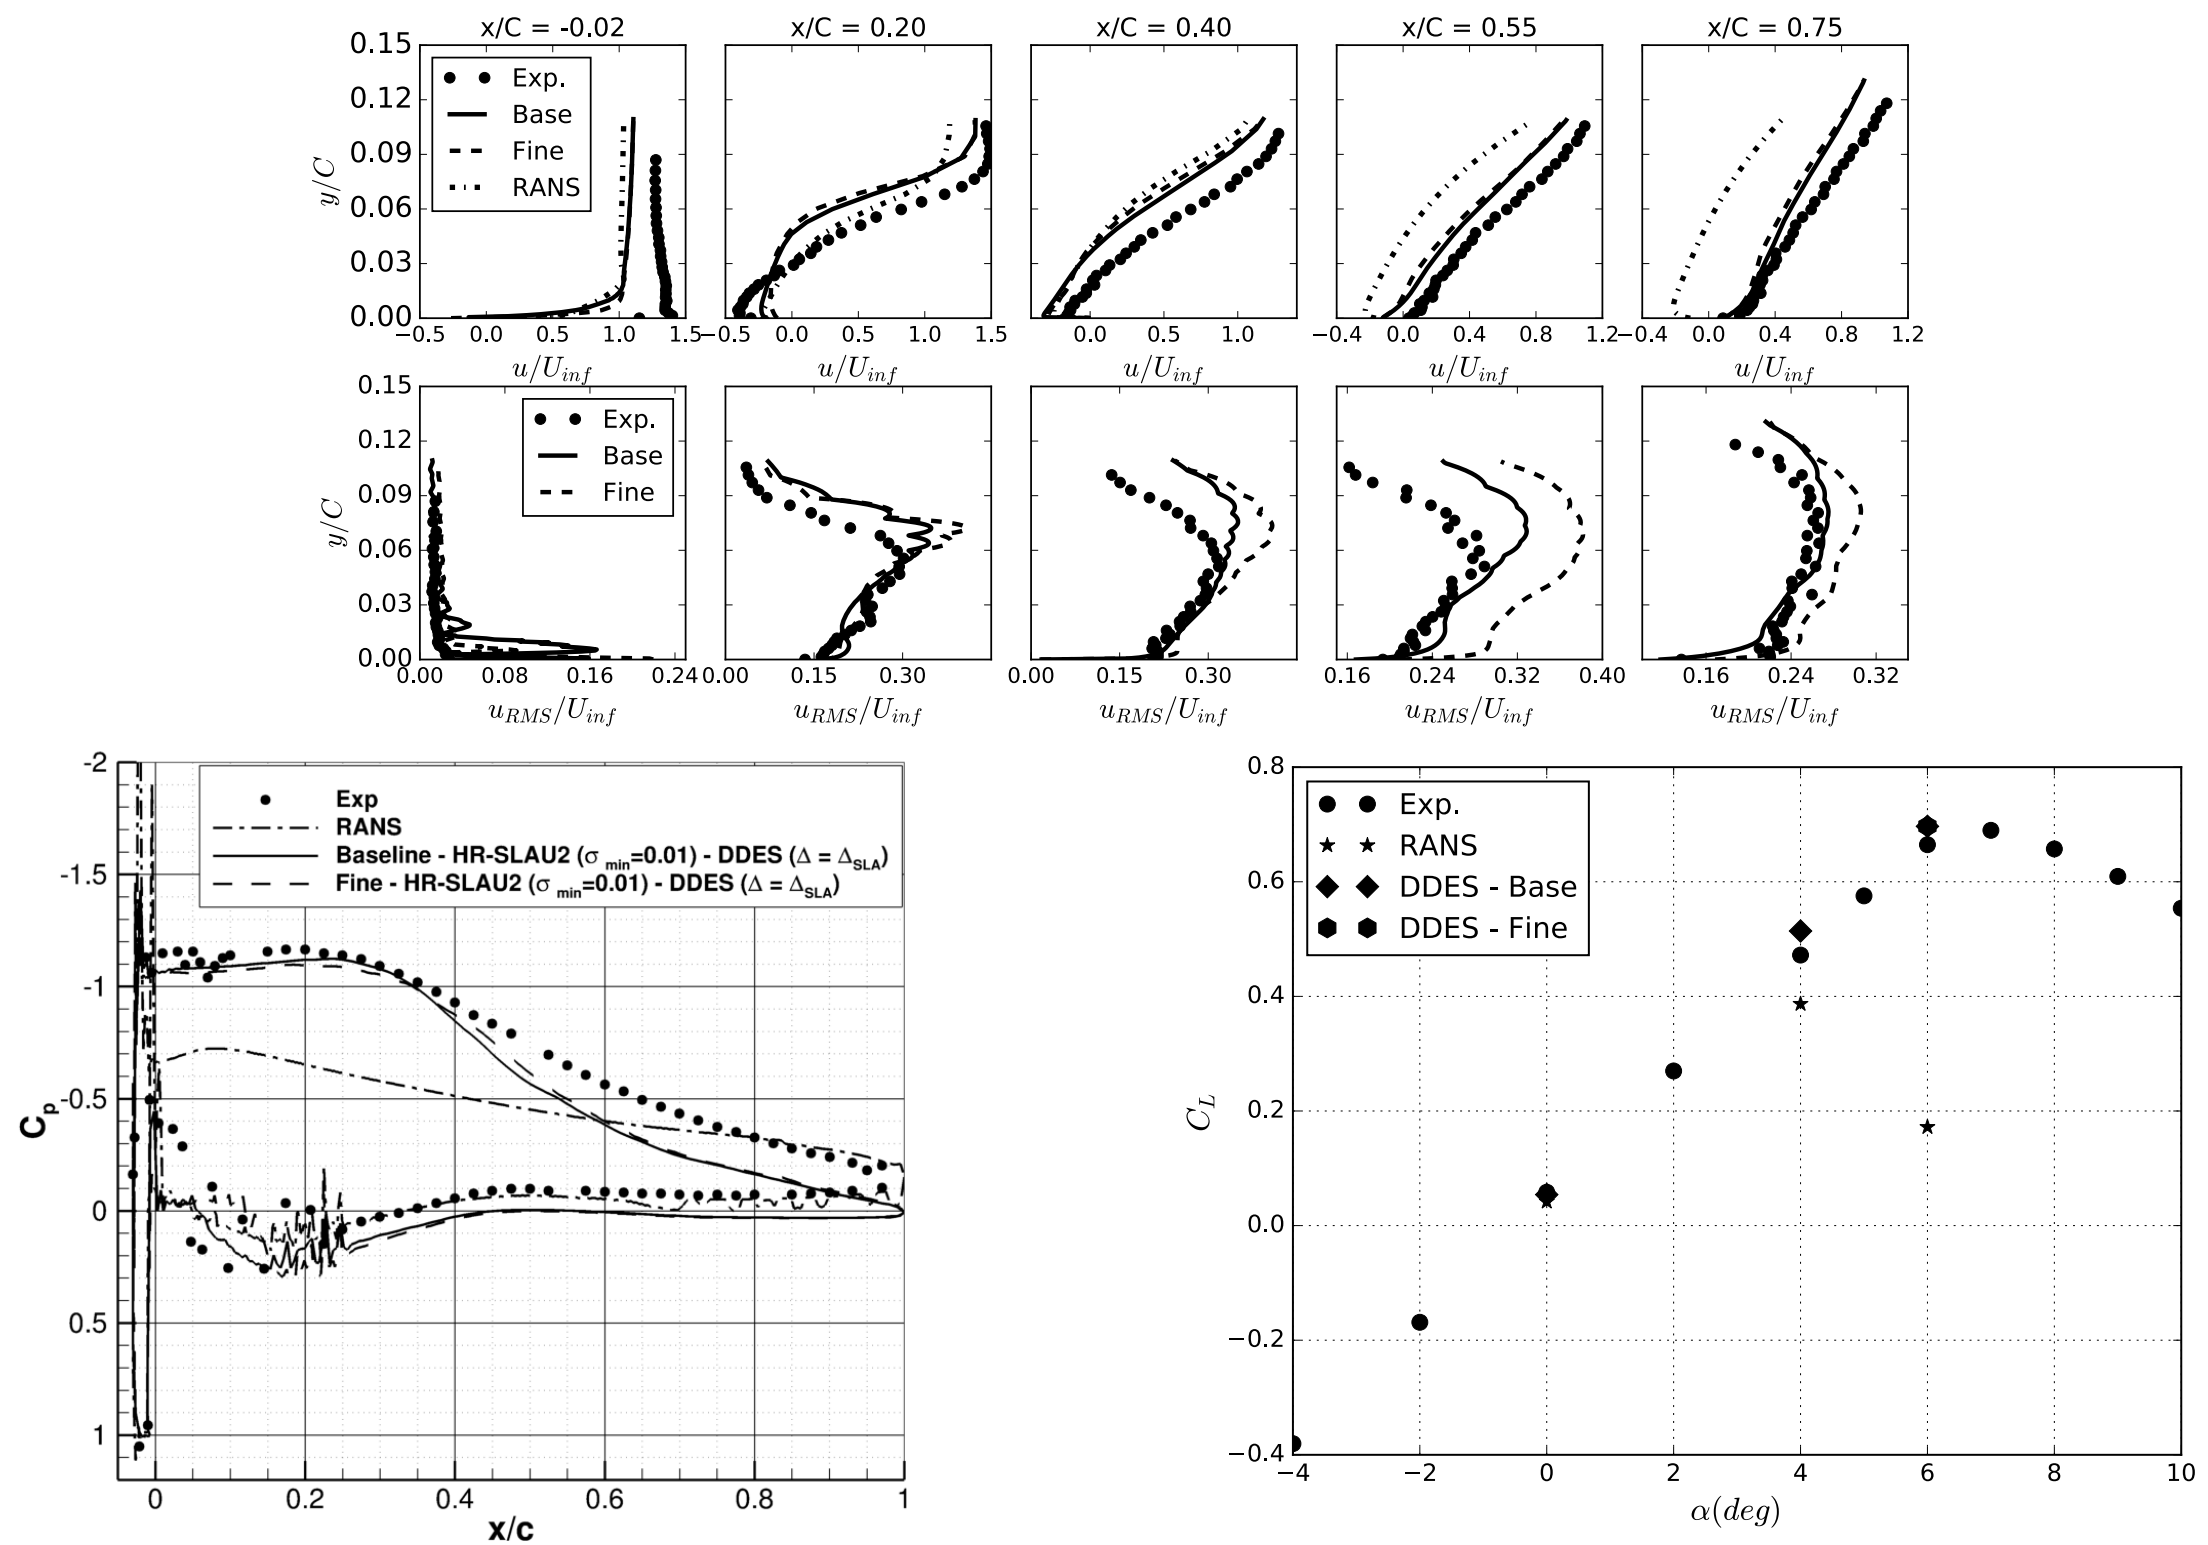 x/C = -0.02 x/C = 0.20 x/C = 0.40 x/C = 0.55 x/C = 0.75
0.15
0.12
0.09
0.06
0.03
0.00
y/C
Exp.
Base
Fine
RANS
−0.5 0.0 0.5 1.0 1.5
−0.5 0.0 0.5 1.0 1.5
0.0 0.5 1.0
−0.4 0.0 0.4 0.8 1.2
−0.4 0.0 0.4 0.8 1.2
u/U_inf u/U_inf u/U_inf u/U_inf u/U_inf
0.15
0.12
0.09
0.06
0.03
0.00
y/C
Exp.
Base
Fine
0.00 0.08 0.16 0.24
0.00 0.15 0.30
0.00 0.15 0.30
0.16 0.24 0.32 0.40
0.16 0.24 0.32
u_RMS/U_inf u_RMS/U_inf u_RMS/U_inf u_RMS/U_inf u_RMS/U_inf
-2
-1.5
-1
-0.5
0
0.5
1
C_p
Exp
RANS
Baseline - HR-SLAU2 (σ min=0.01) - DDES (Δ = Δ_SLA)
Fine - HR-SLAU2 (σ min=0.01) - DDES (Δ = Δ_SLA)
0 0.2 0.4 0.6 0.8 1
x/c
0.8
0.6
0.4
0.2
0.0
−0.2
−0.4
C_L
Exp.
RANS
DDES - Base
DDES - Fine
−4 −2 0 2 4 6 8 10
α(deg)